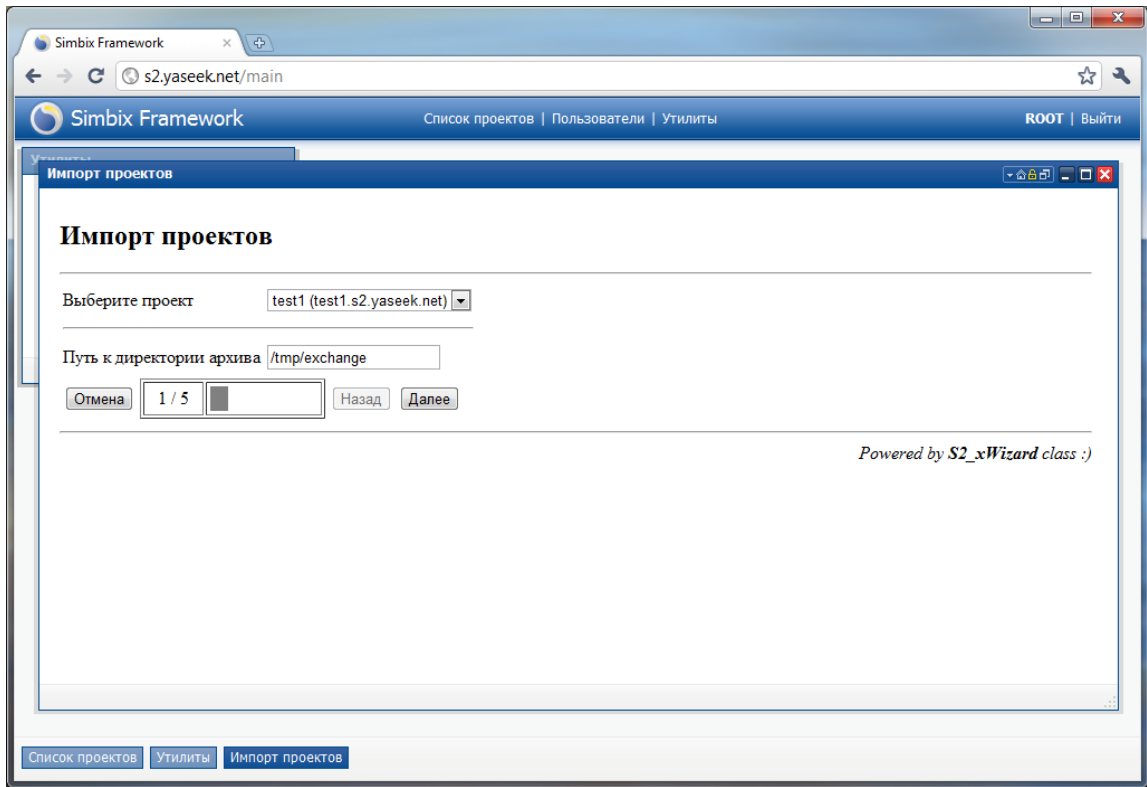 Simbix Framework
s2.yaseek.net/main
Simbix Framework
Список проектов | Пользователи | Утилиты
ROOT | Выйти
Утилиты
Импорт проектов
Импорт проектов
Выберите проект
test1 (test1.s2.yaseek.net)
Путь к директории архива
/tmp/exchange
Отмена
1 / 5
Назад
Далее
Powered by S2_xWizard class :)
Список проектов
Утилиты
Импорт проектов